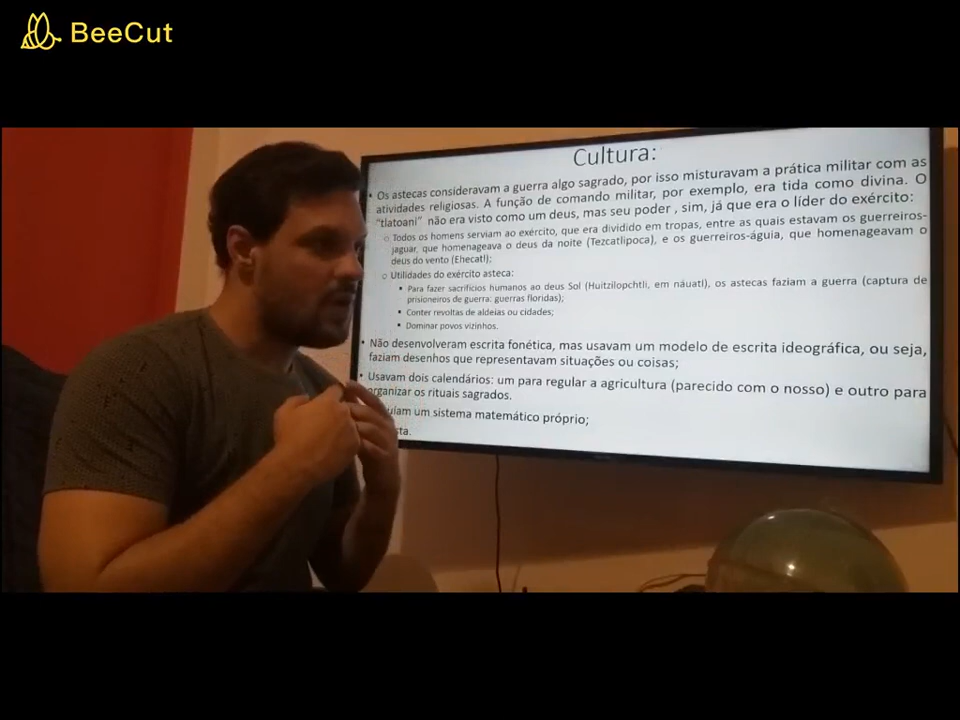 BeeCut
Cultura:
• Os astecas consideravam a guerra algo sagrado, por isso misturavam a prática militar com as
atividades religiosas. A função de comando militar, por exemplo, era tida como divina. O
"tlatoani" não era visto como um deus, mas seu poder , sim, já que era o líder do exército:
○ Todos os homens serviam ao exército, que era dividido em tropas, entre as quais estavam os guerreiros-
jaguar, que homenageava o deus da noite (Tezcatlipoca), e os guerreiros-águia, que homenageavam o
deus do vento (Ehecatl);
○ Utilidades do exército asteca:
▪ Para fazer sacrifícios humanos ao deus Sol (Huitzilopchtli, em náuatl), os astecas faziam a guerra (captura de
prisioneiros de guerra: guerras floridas);
▪ Conter revoltas de aldeias ou cidades;
▪ Dominar povos vizinhos.
• Não desenvolveram escrita fonética, mas usavam um modelo de escrita ideográfica, ou seja,
faziam desenhos que representavam situações ou coisas;
• Usavam dois calendários: um para regular a agricultura (parecido com o nosso) e outro para
organizar os rituais sagrados.
um sistema matemático próprio;